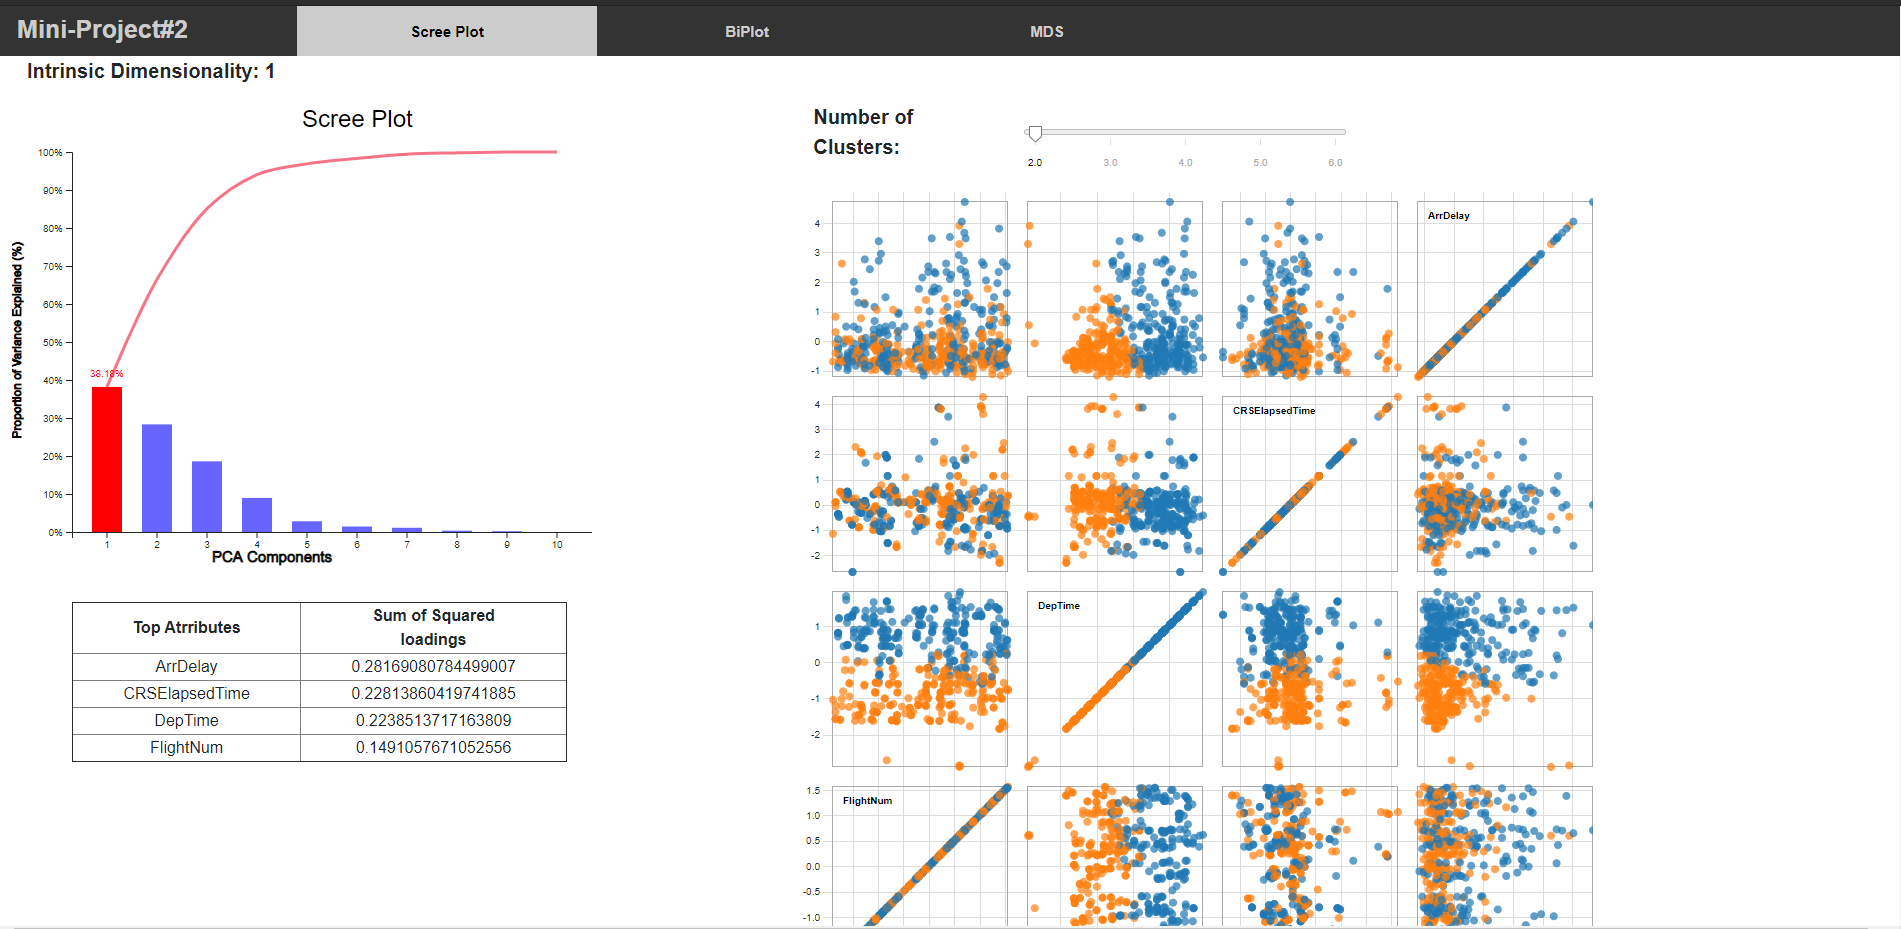 Mini-Project#2
Scree Plot
BiPlot
MDS
Intrinsic Dimensionality: 1
Scree Plot
Proportion of Variance Explained (%)
100%
90%
80%
70%
60%
50%
40%
30%
20%
10%
0%
38.18%
1 2 3 4 5 6 7 8 9 10
PCA Components
Top Atrributes
Sum of Squared
loadings
ArrDelay 0.28169080784499007
CRSElapsedTime 0.22813860419741885
DepTime 0.2238513717163809
FlightNum 0.1491057671052556
Number of
Clusters:
2.0 3.0 4.0 5.0 6.0
ArrDelay
4
3
2
1
0
-1
CRSElapsedTime
4
3
2
1
0
-1
-2
DepTime
1
0
-1
-2
FlightNum
1.5
1.0
0.5
0.0
-0.5
-1.0